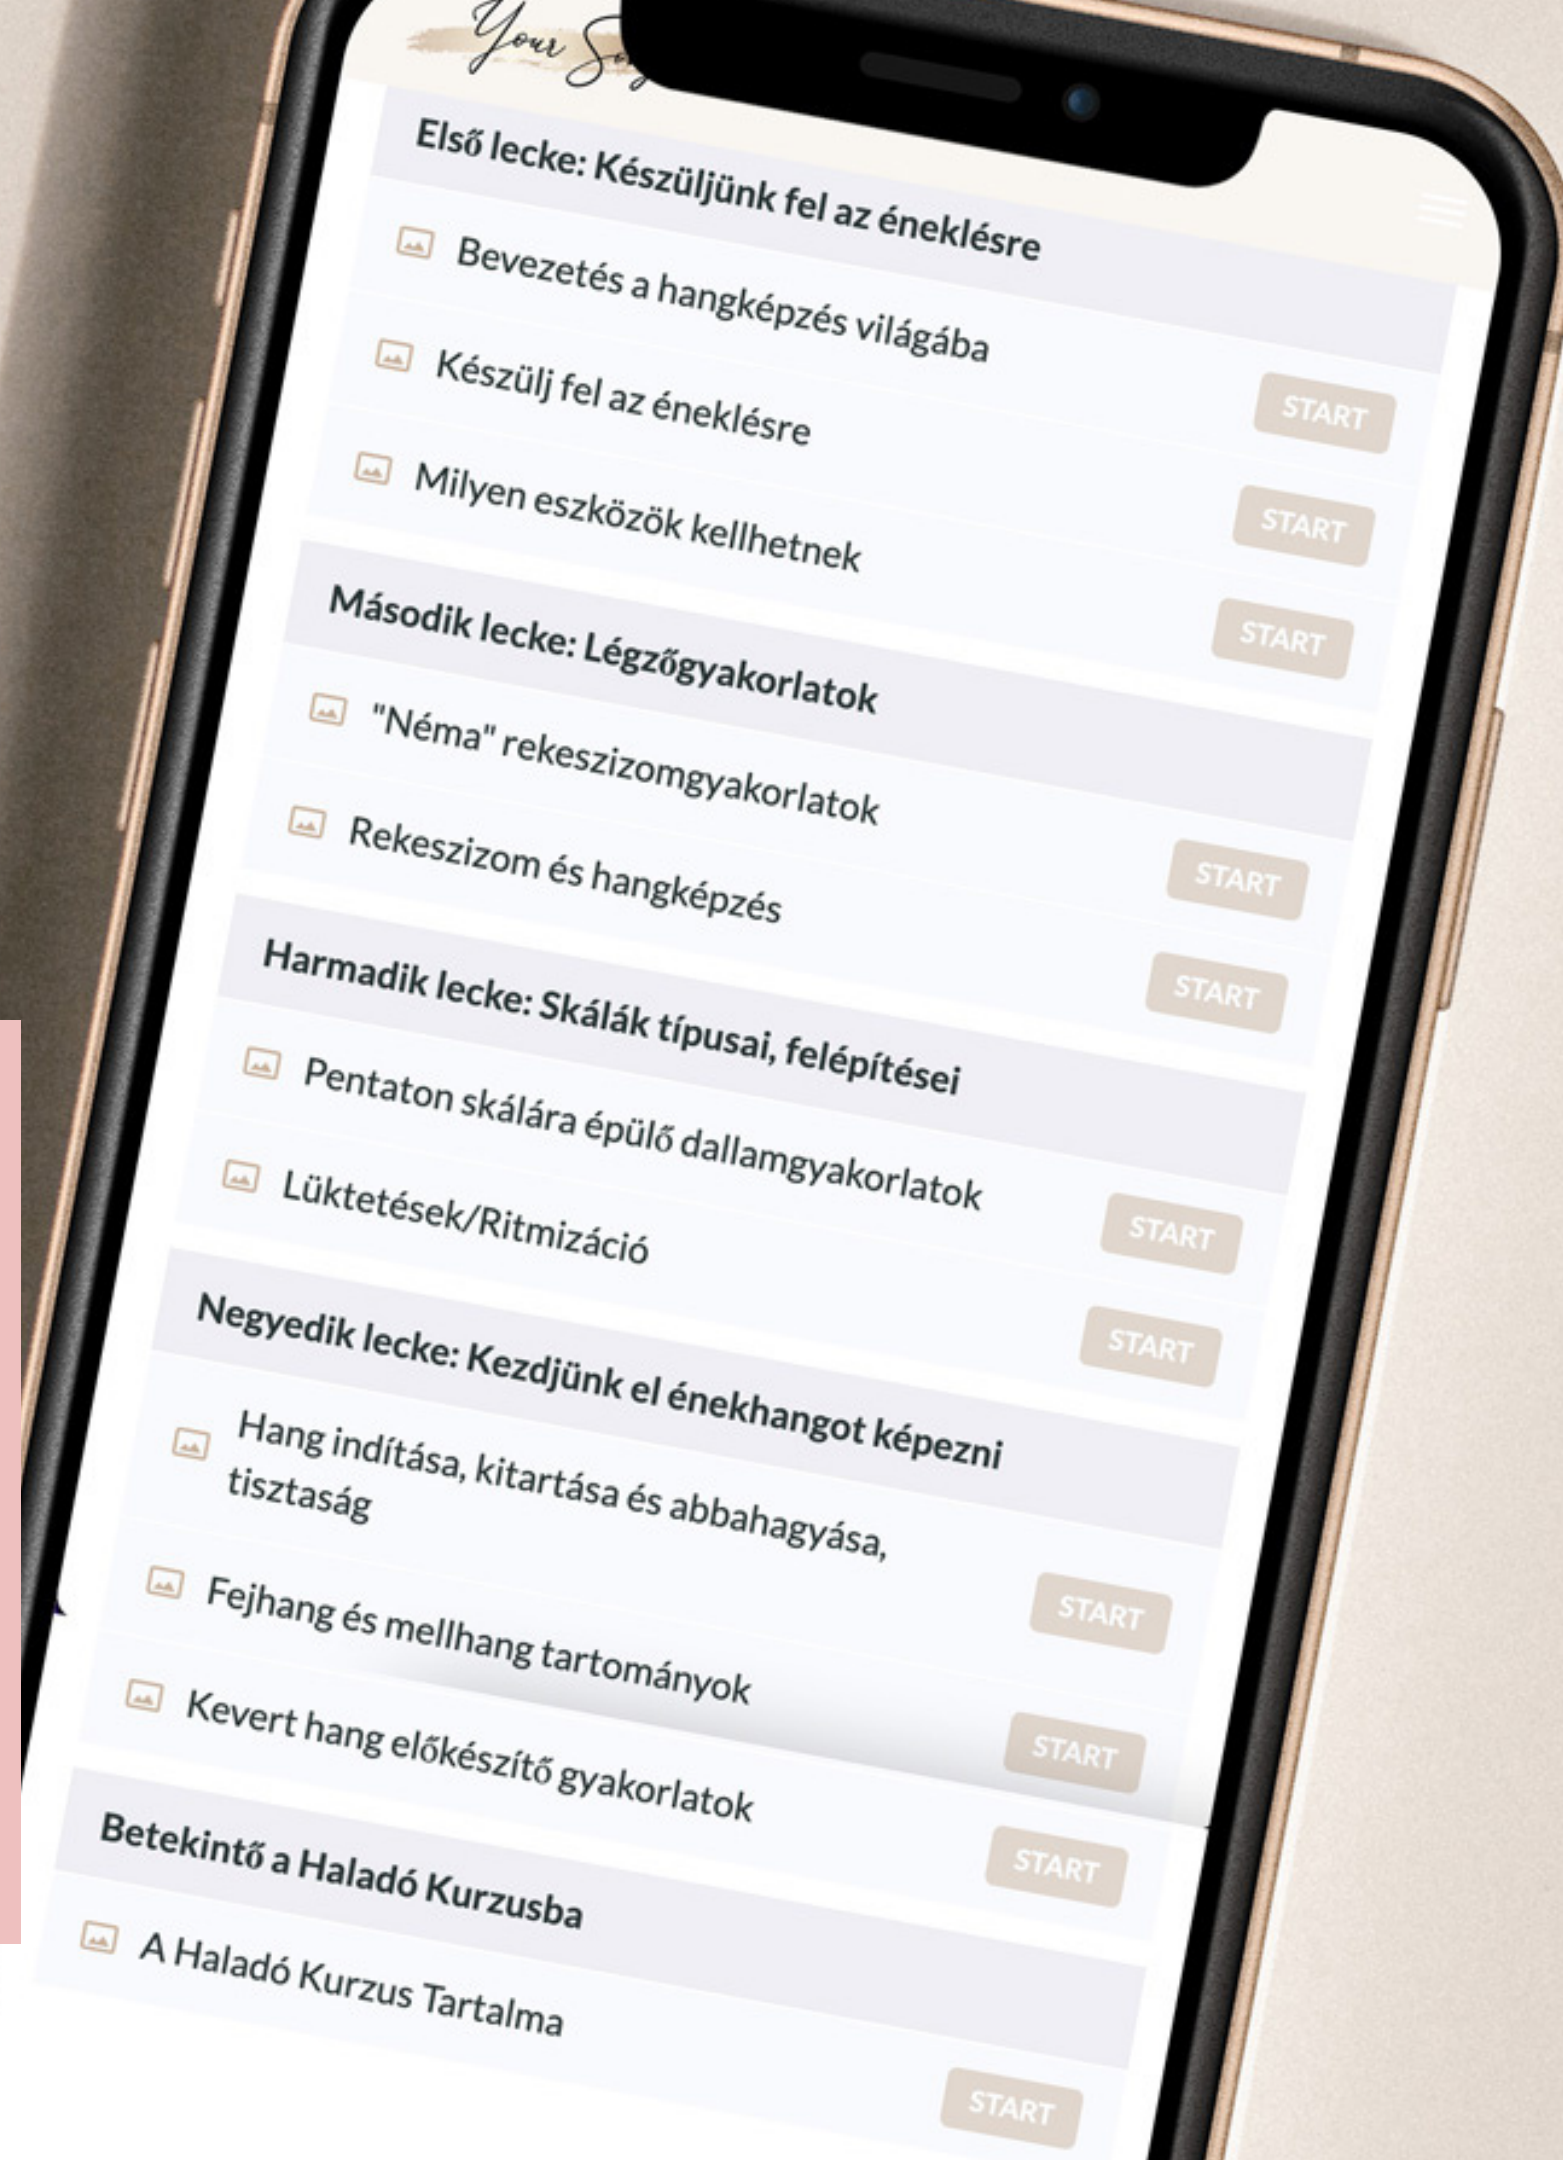 Your Song
Első lecke: Készüljünk fel az éneklésre
Bevezetés a hangképzés világába
START
Készülj fel az éneklésre
START
Milyen eszközök kellhetnek
START
Második lecke: Légzőgyakorlatok
"Néma" rekeszizomgyakorlatok
START
Rekeszizom és hangképzés
START
Harmadik lecke: Skálák típusai, felépítései
Pentaton skálára épülő dallamgyakorlatok
START
Lüktetések/Ritmizáció
START
Negyedik lecke: Kezdjünk el énekhangot képezni
Hang indítása, kitartása és abbahagyása,
tisztaság
START
Fejhang és mellhang tartományok
START
Kevert hang előkészítő gyakorlatok
START
Betekintő a Haladó Kurzusba
A Haladó Kurzus Tartalma
START